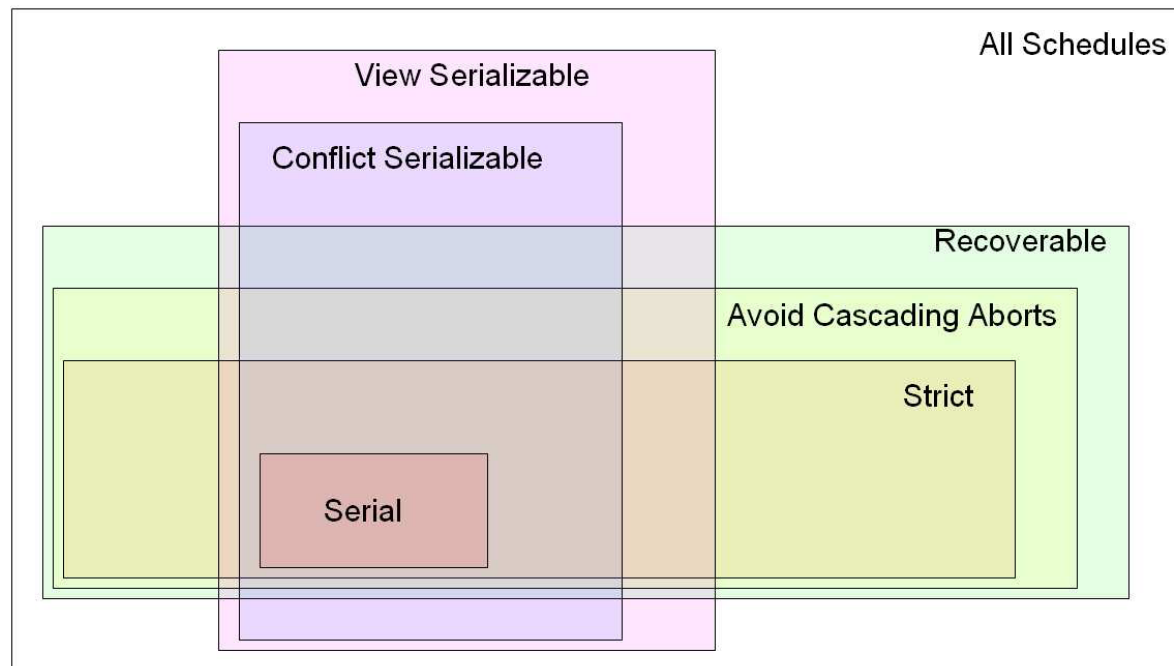 All Schedules
View Serializable
Conflict Serializable
Recoverable
Avoid Cascading Aborts
Strict
Serial